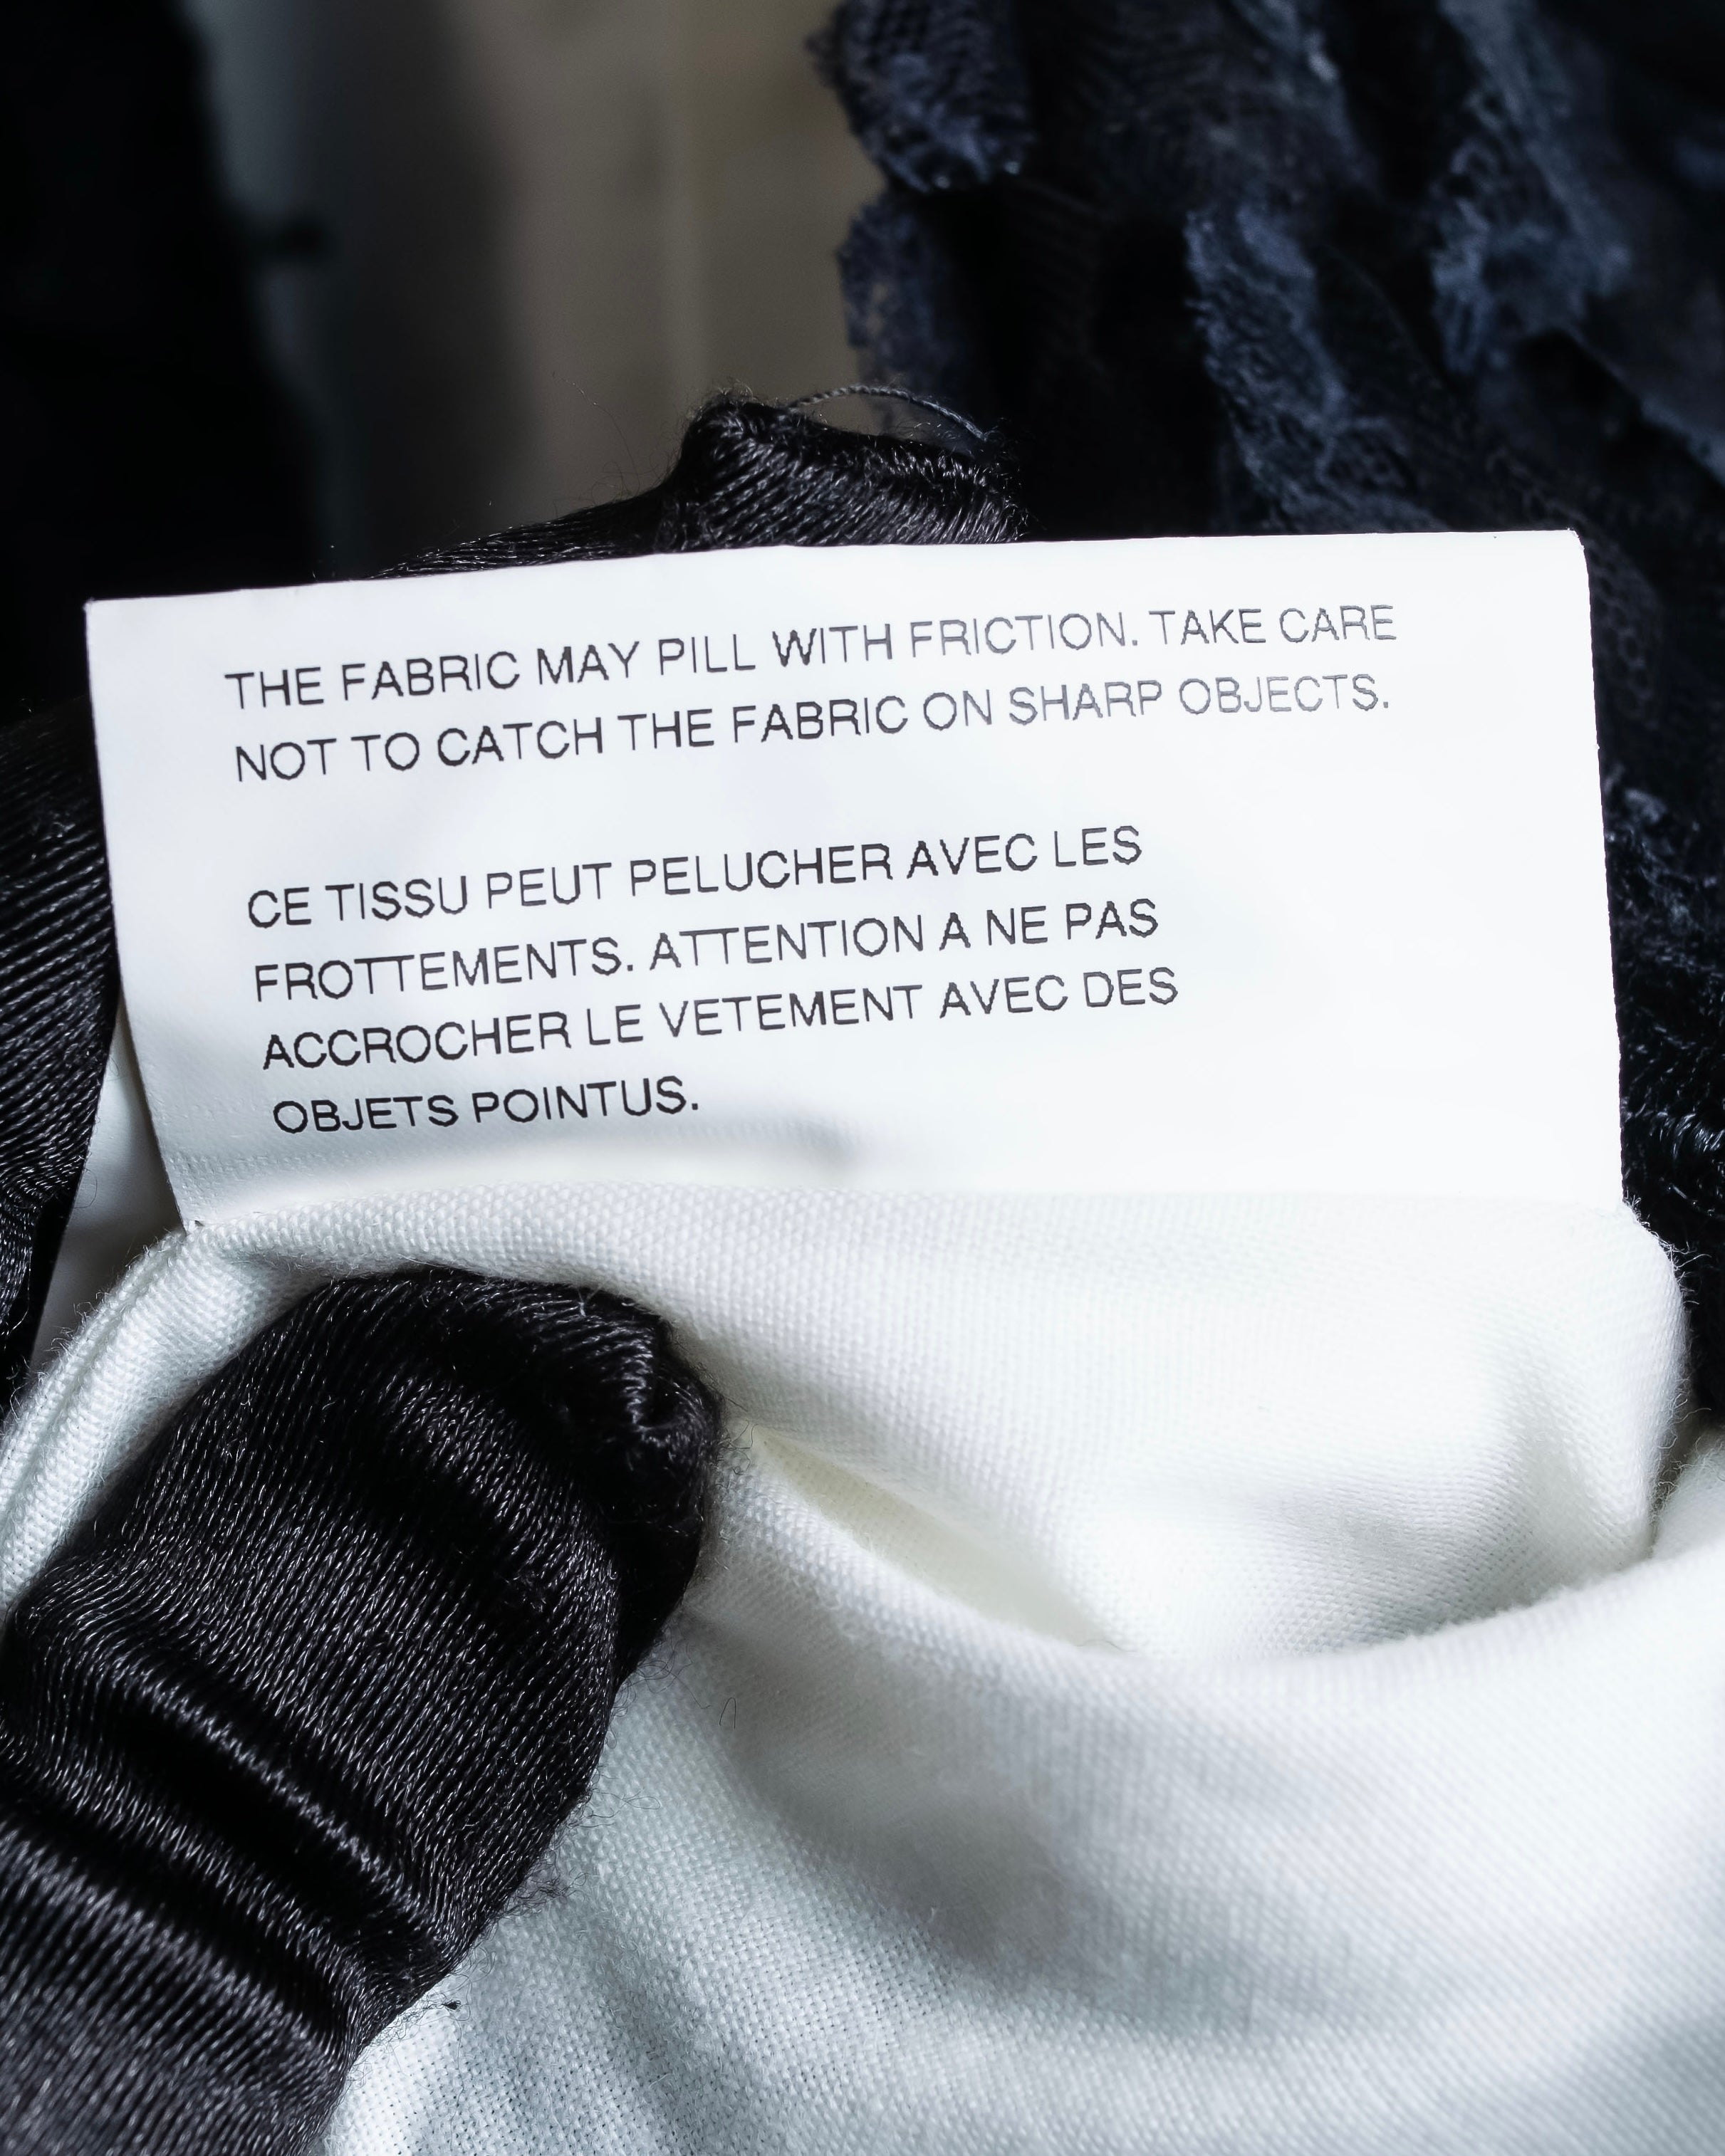 THE FABRIC MAY PILL WITH FRICTION. TAKE CARE
NOT TO CATCH THE FABRIC ON SHARP OBJECTS.
CE TISSU PEUT PELUCHER AVEC LES
FROTTEMENTS. ATTENTION A NE PAS
ACCROCHER LE VETEMENT AVEC DES
OBJETS POINTUS.